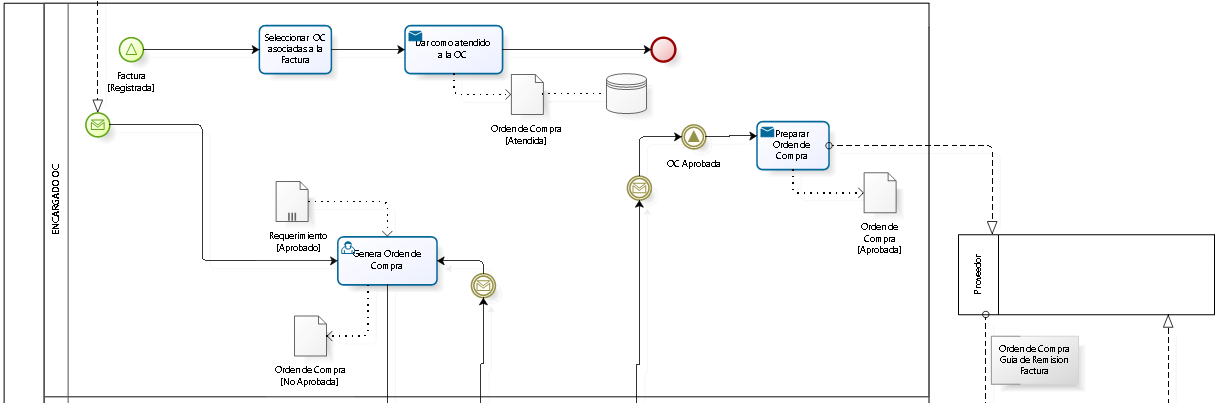 ENCARGADO OC
Factura
[Registrada]
Seleccionar OC
asociadas a la
Factura
Dar como atendido
a la OC
Orden de Compra
[Atendida]
OC Aprobada
Preparar
Orden de
Compra
Orden de
Compra
[Aprobada]
Requerimiento
[Aprobado]
Genera Orden de
Compra
Orden de Compra
[No Aprobada]
Proveedor
Orden de Compra
Guia de Remision
Factura